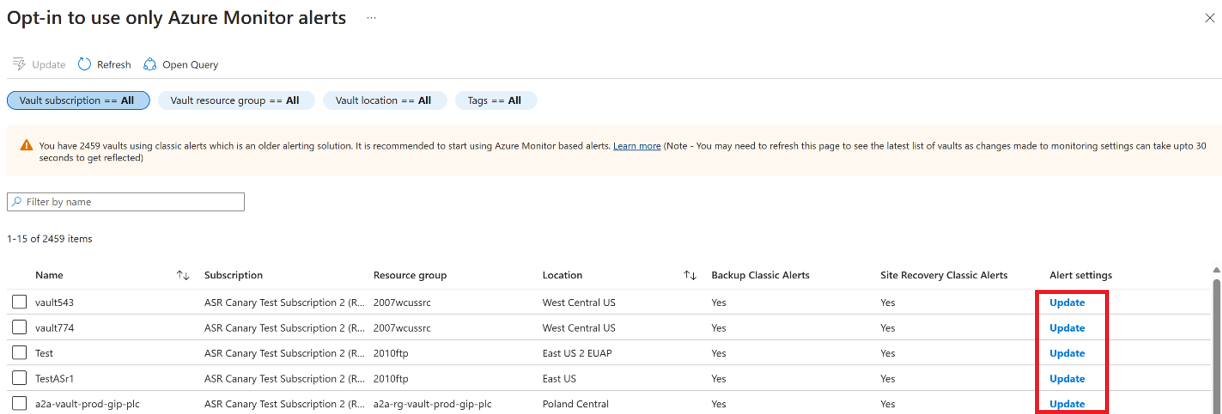 Opt-in to use only Azure Monitor alerts ...
Update Refresh Open Query
Vault subscription == All Vault resource group == All Vault location == All Tags == All
You have 2459 vaults using classic alerts which is an older alerting solution. It is recommended to start using Azure Monitor based alerts. Learn more (Note - You may need to refresh this page to see the latest list of vaults as changes made to monitoring settings can take upto 30
seconds to get reflected)
Filter by name
1-15 of 2459 items
Name Subscription Resource group Location Backup Classic Alerts Site Recovery Classic Alerts Alert settings
vault543 ASR Canary Test Subscription 2 (R... 2007wcussrc West Central US Yes Yes Update
vault774 ASR Canary Test Subscription 2 (R... 2007wcussrc West Central US Yes Yes Update
Test ASR Canary Test Subscription 2 (R... 2010ftp East US 2 EUAP Yes Yes Update
TestASr1 ASR Canary Test Subscription 2 (R... 2010ftp East US Yes Yes Update
a2a-vault-prod-gip-plc ASR Canary Test Subscription 2 (R... a2a-rg-vault-prod-gip-plc Poland Central Yes Yes Update